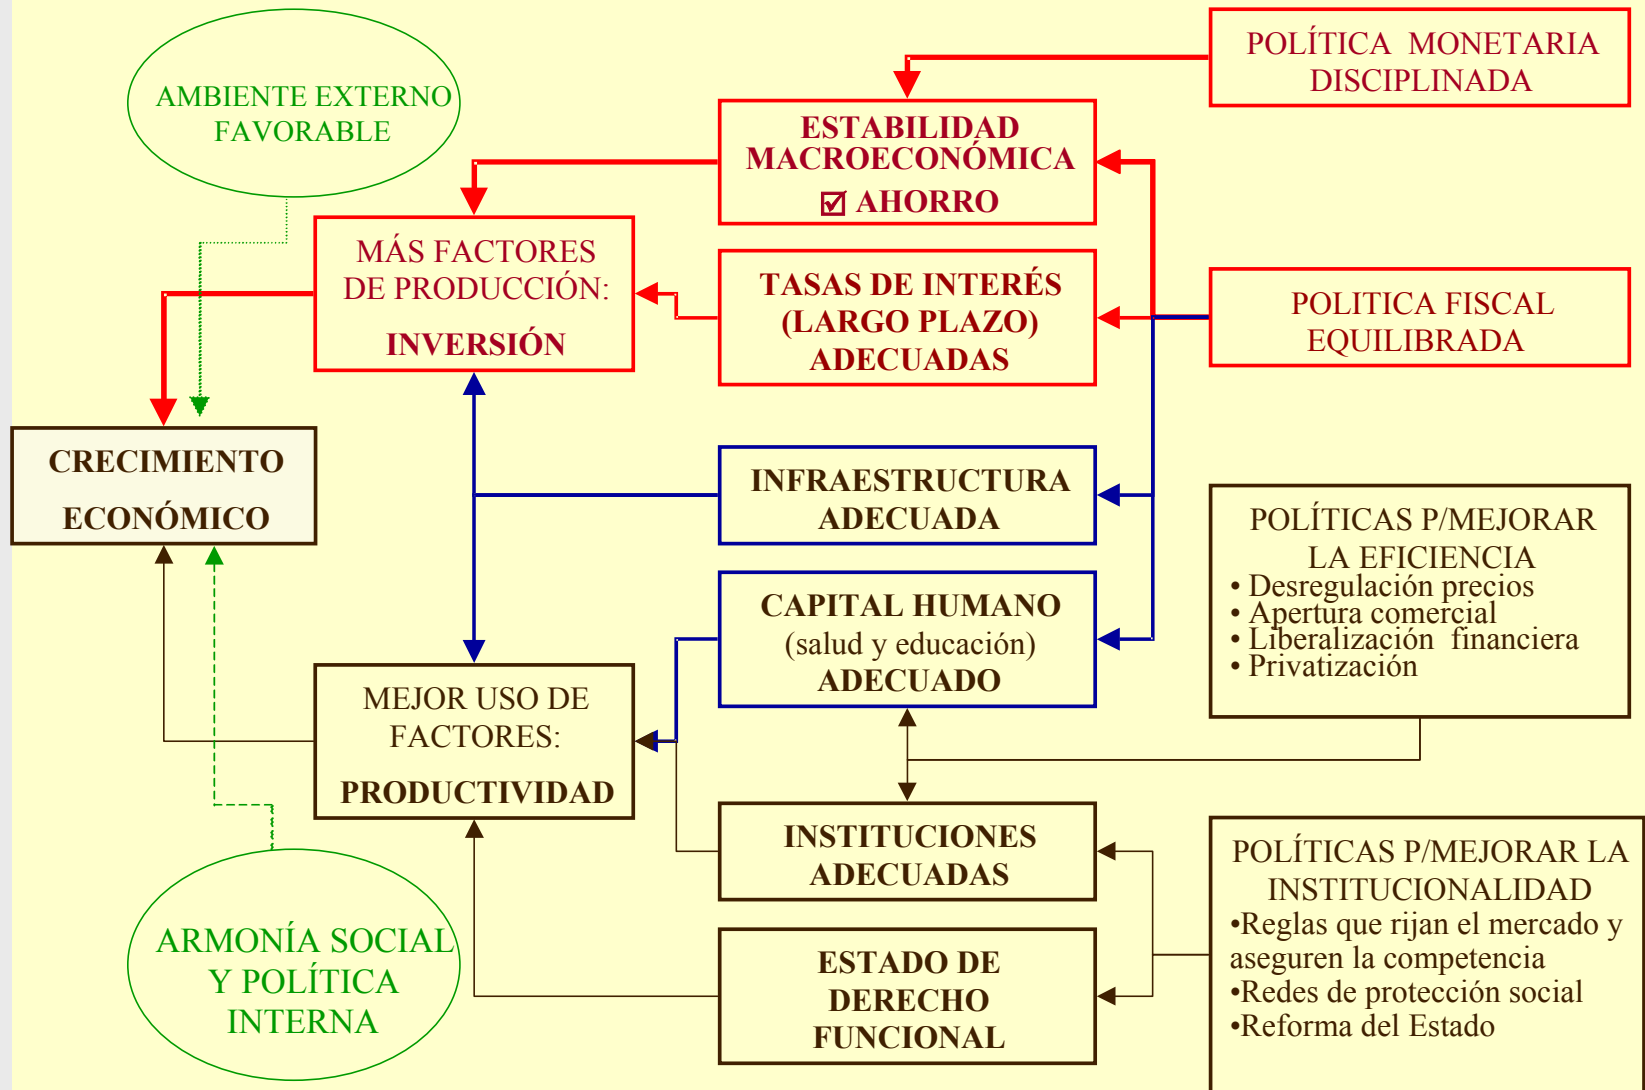 AMBIENTE EXTERNO
FAVORABLE
POLÍTICA MONETARIA
DISCIPLINADA
ESTABILIDAD
MACROECONÓMICA
☑ AHORRO
MÁS FACTORES
DE PRODUCCIÓN:
INVERSIÓN
TASAS DE INTERÉS
(LARGO PLAZO)
ADECUADAS
POLITICA FISCAL
EQUILIBRADA
CRECIMIENTO
ECONÓMICO
INFRAESTRUCTURA
ADECUADA
POLÍTICAS P/MEJORAR
LA EFICIENCIA
• Desregulación precios
• Apertura comercial
• Liberalización financiera
• Privatización
CAPITAL HUMANO
(salud y educación)
ADECUADO
MEJOR USO DE
FACTORES:
PRODUCTIVIDAD
INSTITUCIONES
ADECUADAS
POLÍTICAS P/MEJORAR LA
INSTITUCIONALIDAD
•Reglas que rijan el mercado y
aseguren la competencia
•Redes de protección social
•Reforma del Estado
ARMONÍA SOCIAL
Y POLÍTICA
INTERNA
ESTADO DE
DERECHO
FUNCIONAL